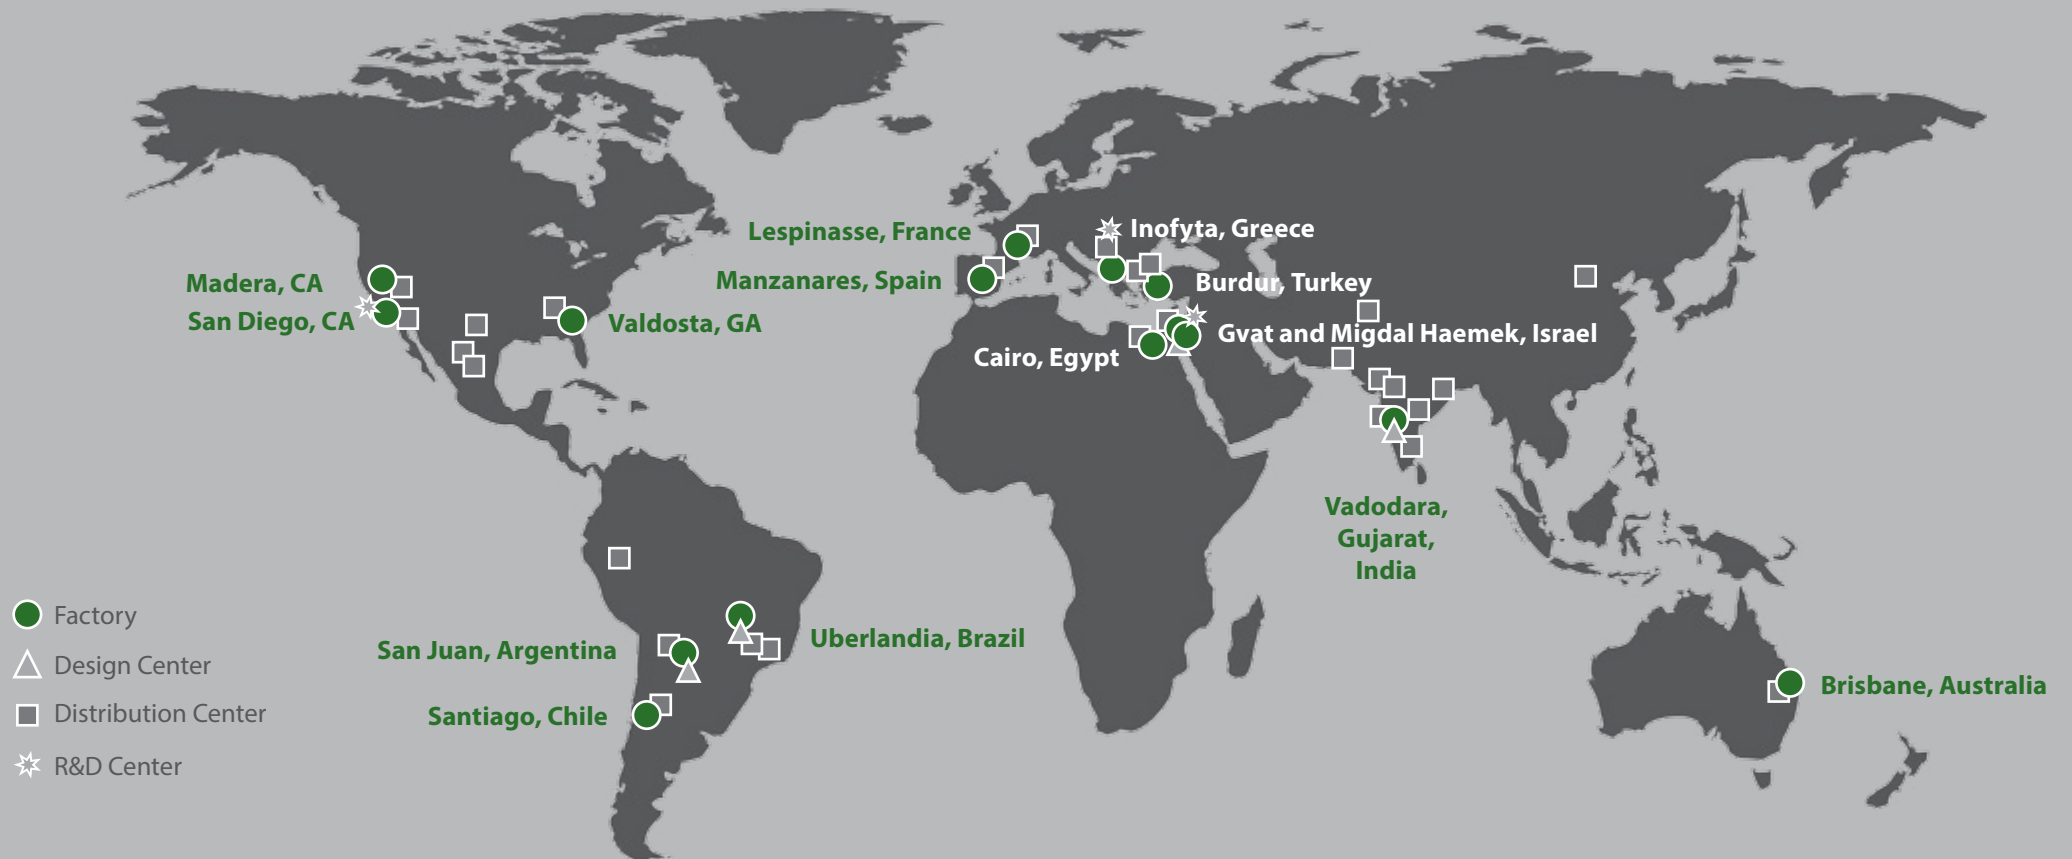 Lespinasse, France
Inofyta, Greece
Madera, CA
Manzanares, Spain
Burdur, Turkey
San Diego, CA
Valdosta, GA
Gvat and Migdal Haemek, Israel
Cairo, Egypt
Vadodara,
Gujarat,
India
Factory
San Juan, Argentina
Uberlandia, Brazil
Design Center
Brisbane, Australia
Distribution Center
Santiago, Chile
R&D Center